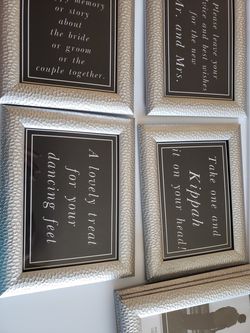 memory
or story
about
the bride
or groom
or the
couple together.
Please leave your
advice and best wishes
for the new
Mr. and Mrs.
A lovely treat
for your
dancing feet
Take one and
Kippah
it on your head!